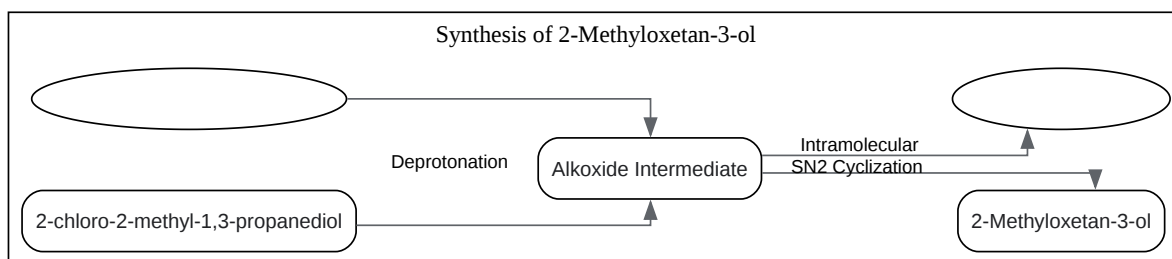 Synthesis of 2-Methyloxetan-3-ol
Deprotonation
Alkoxide Intermediate
Intramolecular
SN2 Cyclization
2-chloro-2-methyl-1,3-propanediol
2-Methyloxetan-3-ol